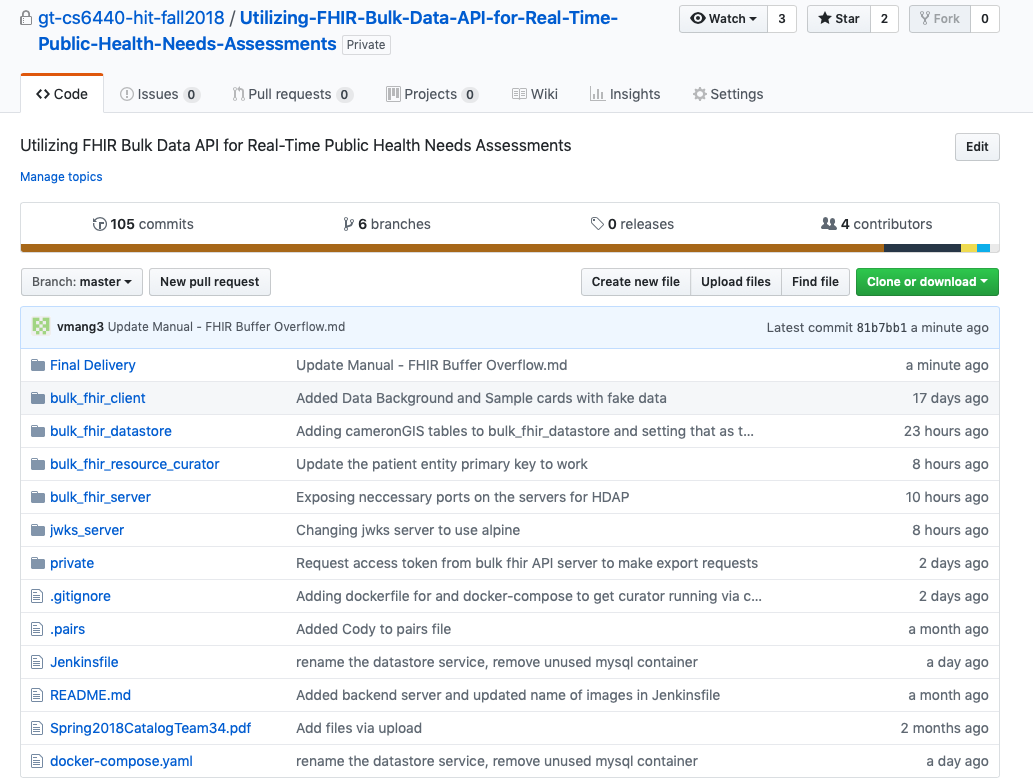 gt-cs6440-hit-fall2018 / Utilizing-FHIR-Bulk-Data-API-for-Real-Time-
Public-Health-Needs-Assessments Private
Watch 3 Star 2 Fork 0
Code Issues 0 Pull requests 0 Projects 0 Wiki Insights Settings
Utilizing FHIR Bulk Data API for Real-Time Public Health Needs Assessments Edit
Manage topics
105 commits 6 branches 0 releases 4 contributors
Branch: master New pull request Create new file Upload files Find file Clone or download
vmang3 Update Manual - FHIR Buffer Overflow.md Latest commit 81b7bb1 a minute ago
Final Delivery Update Manual - FHIR Buffer Overflow.md a minute ago
bulk_fhir_client Added Data Background and Sample cards with fake data 17 days ago
bulk_fhir_datastore Adding cameronGIS tables to bulk_fhir_datastore and setting that as t... 23 hours ago
bulk_fhir_resource_curator Update the patient entity primary key to work 8 hours ago
bulk_fhir_server Exposing neccessary ports on the servers for HDAP 10 hours ago
jwks_server Changing jwks server to use alpine 8 hours ago
private Request access token from bulk fhir API server to make export requests 2 days ago
.gitignore Adding dockerfile for and docker-compose to get curator running via c... 2 days ago
.pairs Added Cody to pairs file a month ago
Jenkinsfile rename the datastore service, remove unused mysql container a day ago
README.md Added backend server and updated name of images in Jenkinsfile a month ago
Spring2018CatalogTeam34.pdf Add files via upload 2 months ago
docker-compose.yaml rename the datastore service, remove unused mysql container a day ago